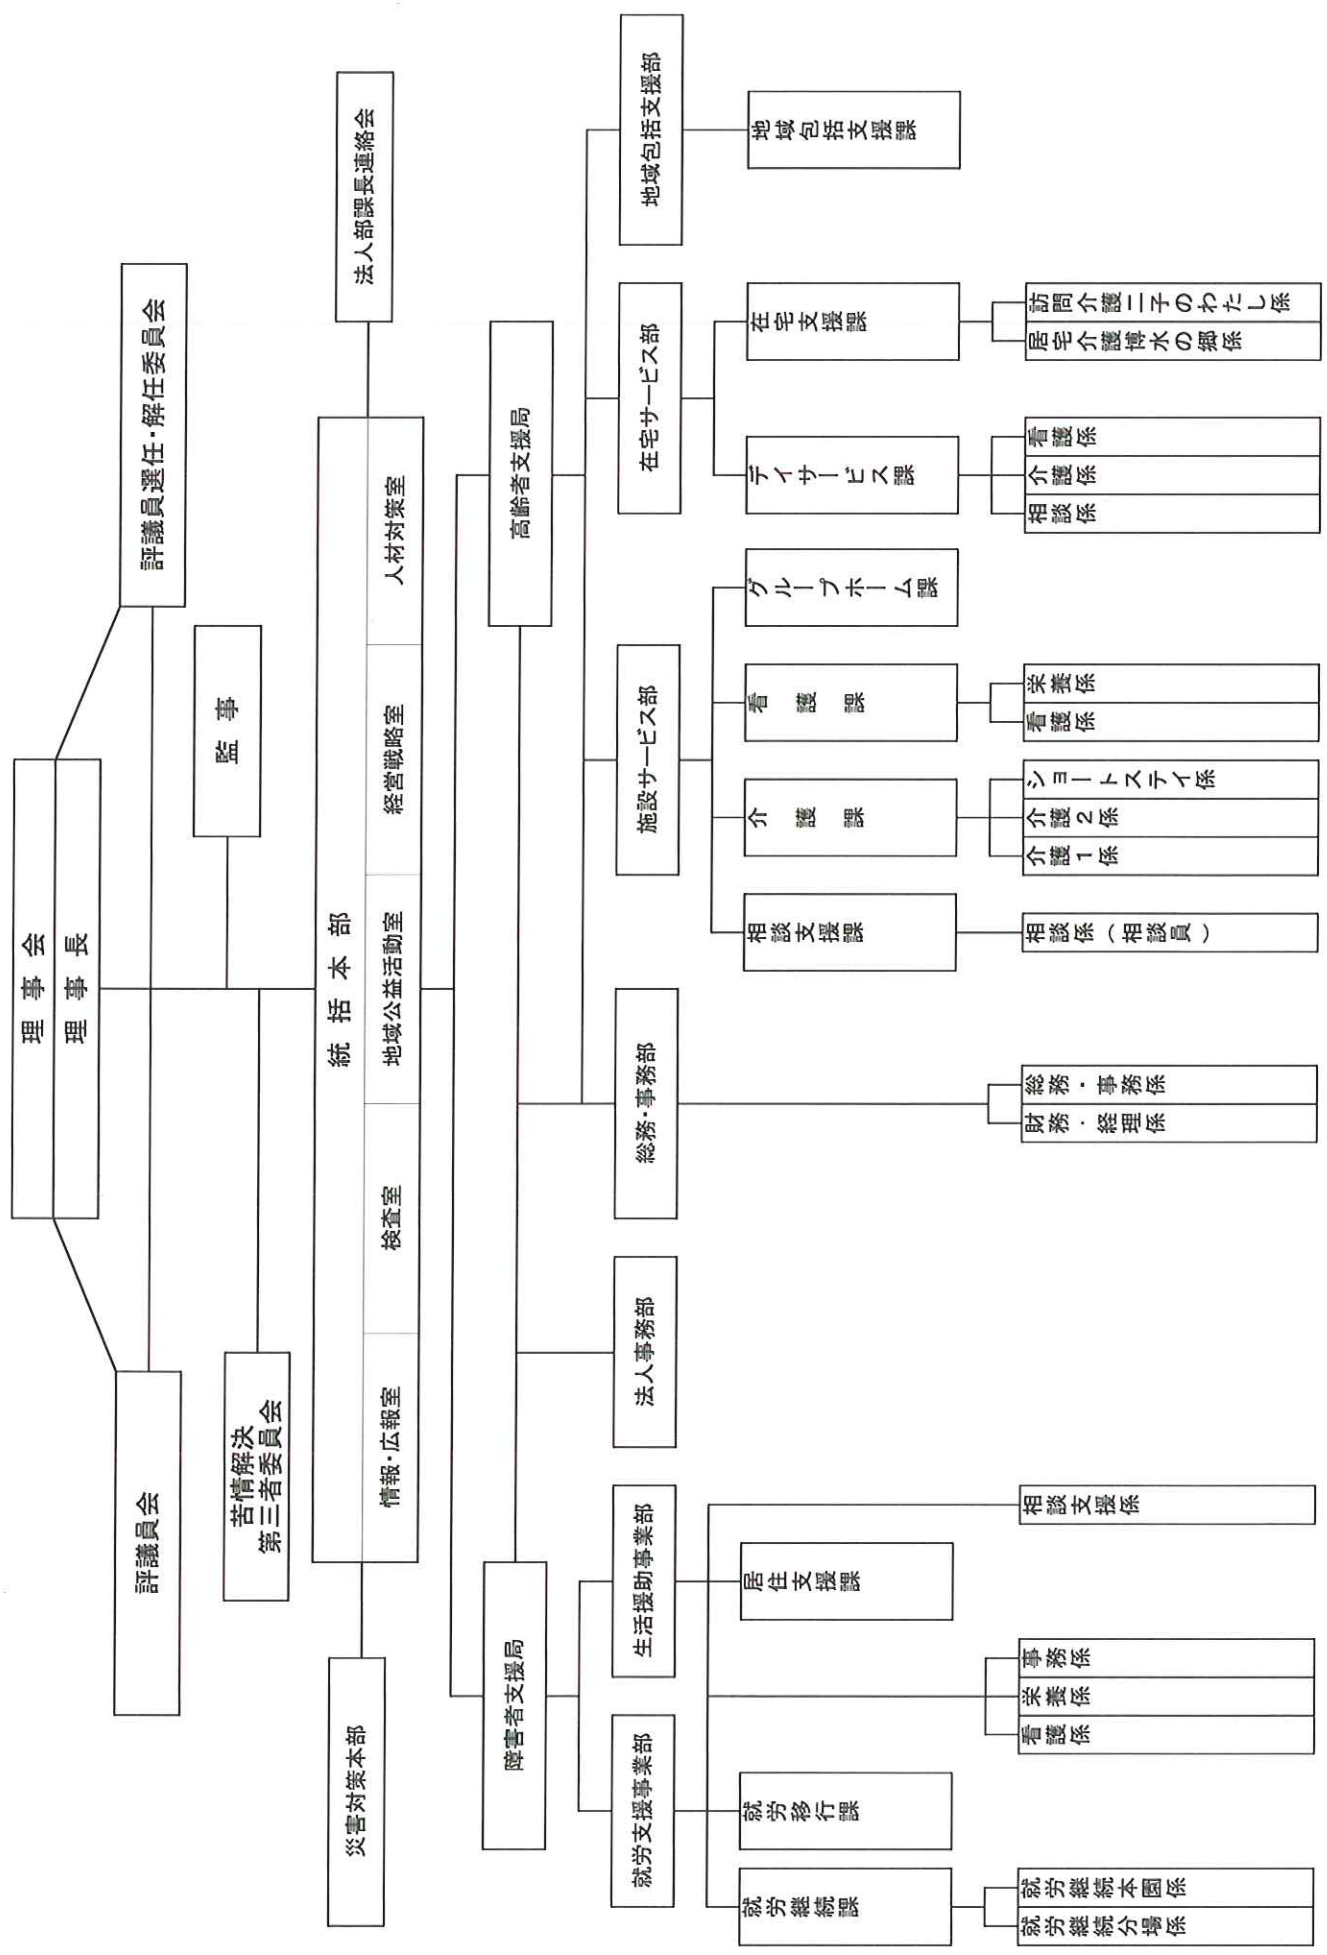 理事会
理事長
評議員会
評議員選任・解任委員会
監事
苦情解決
第三者委員会
統括本部
情報・広報室
検査室
地域公益活動室
経営戦略室
人材対策室
災害対策本部
法人部課長連絡会
障害者支援局
高齢者支援局
就労支援事業部
生活援助事業部
法人事務部
総務・事務部
施設サービス部
在宅サービス部
地域包括支援部
就労継続課
就労移行課
居住支援課
相談支援課
介護課
看護課
グループホーム課
デイサービス課
在宅支援課
地域包括支援課
就労継続分場係
就労継続本園係
看護係
栄養係
事務係
相談支援係
財務・経理係
総務・事務係
相談係（相談員）
介護1係
介護2係
ショートステイ係
看護係
栄養係
相談係
介護係
看護係
居宅介護博水の郷係
訪問介護二子のわたし係